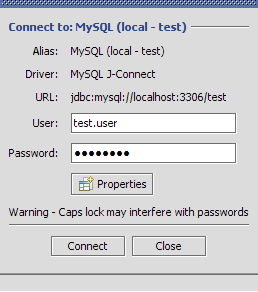 Connect to: MySQL (local - test)
Alias: MySQL (local - test)
Driver: MySQL J-Connect
URL: jdbc:mysql://localhost:3306/test
User: test.user
Password: ●●●●●●●●
Properties
Warning - Caps lock may interfere with passwords
Connect Close